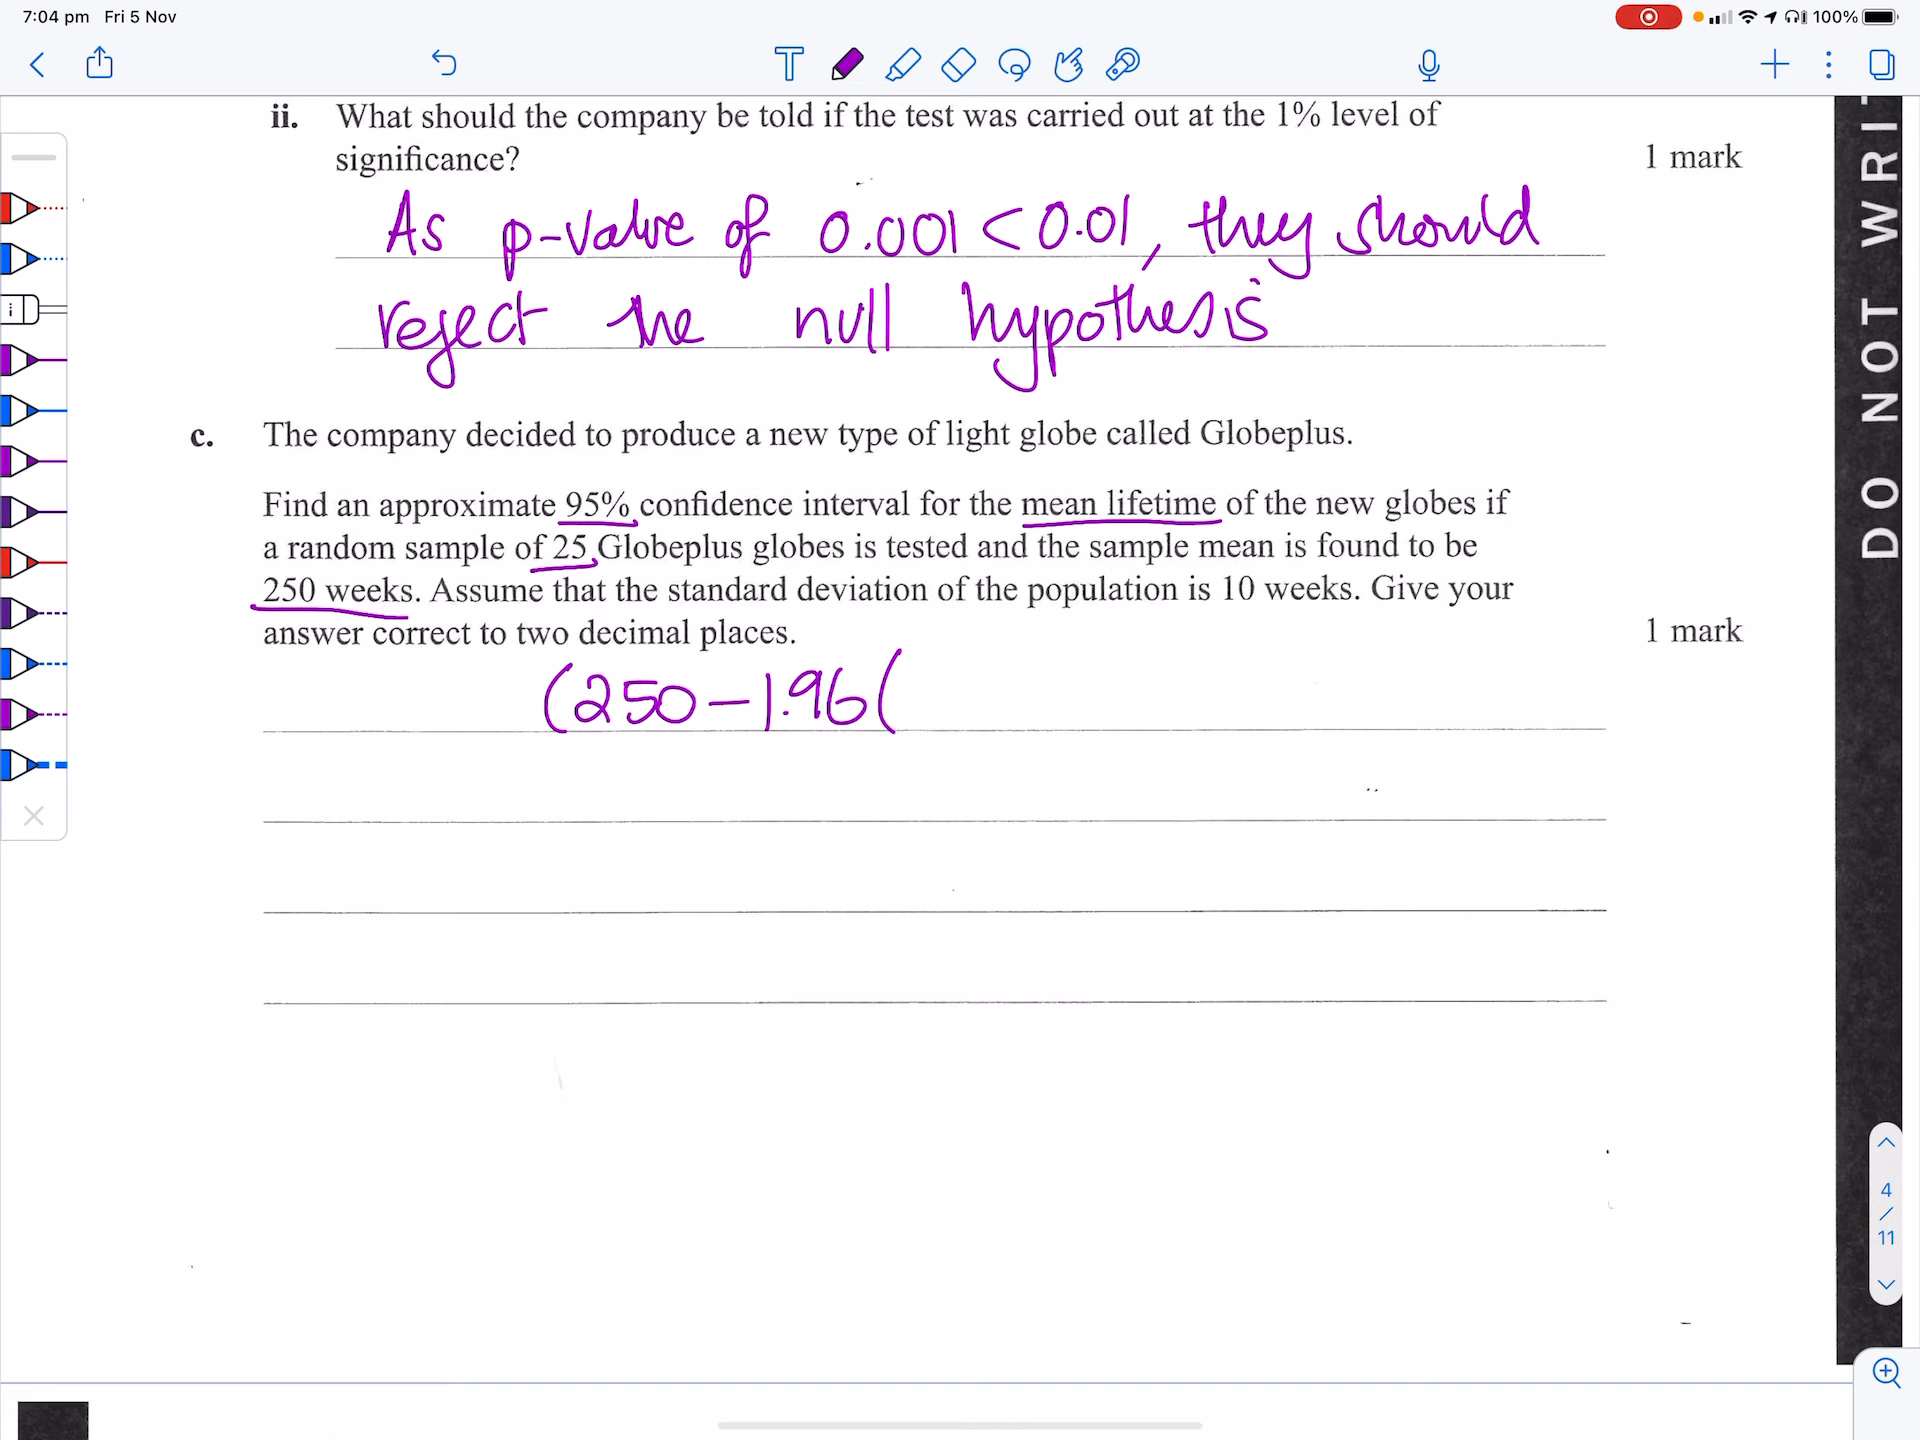 7:04 pm Fri 5 Nov
100%
ii. What should the company be told if the test was carried out at the 1% level of
significance?
1 mark
As p-value of 0.001 < 0.01, they should
reject the null hypothesis
c. The company decided to produce a new type of light globe called Globeplus.
Find an approximate 95% confidence interval for the mean lifetime of the new globes if
a random sample of 25 Globeplus globes is tested and the sample mean is found to be
250 weeks. Assume that the standard deviation of the population is 10 weeks. Give your
answer correct to two decimal places.
1 mark
(250 – 1.96(
DO NOT WRI
4
/
11